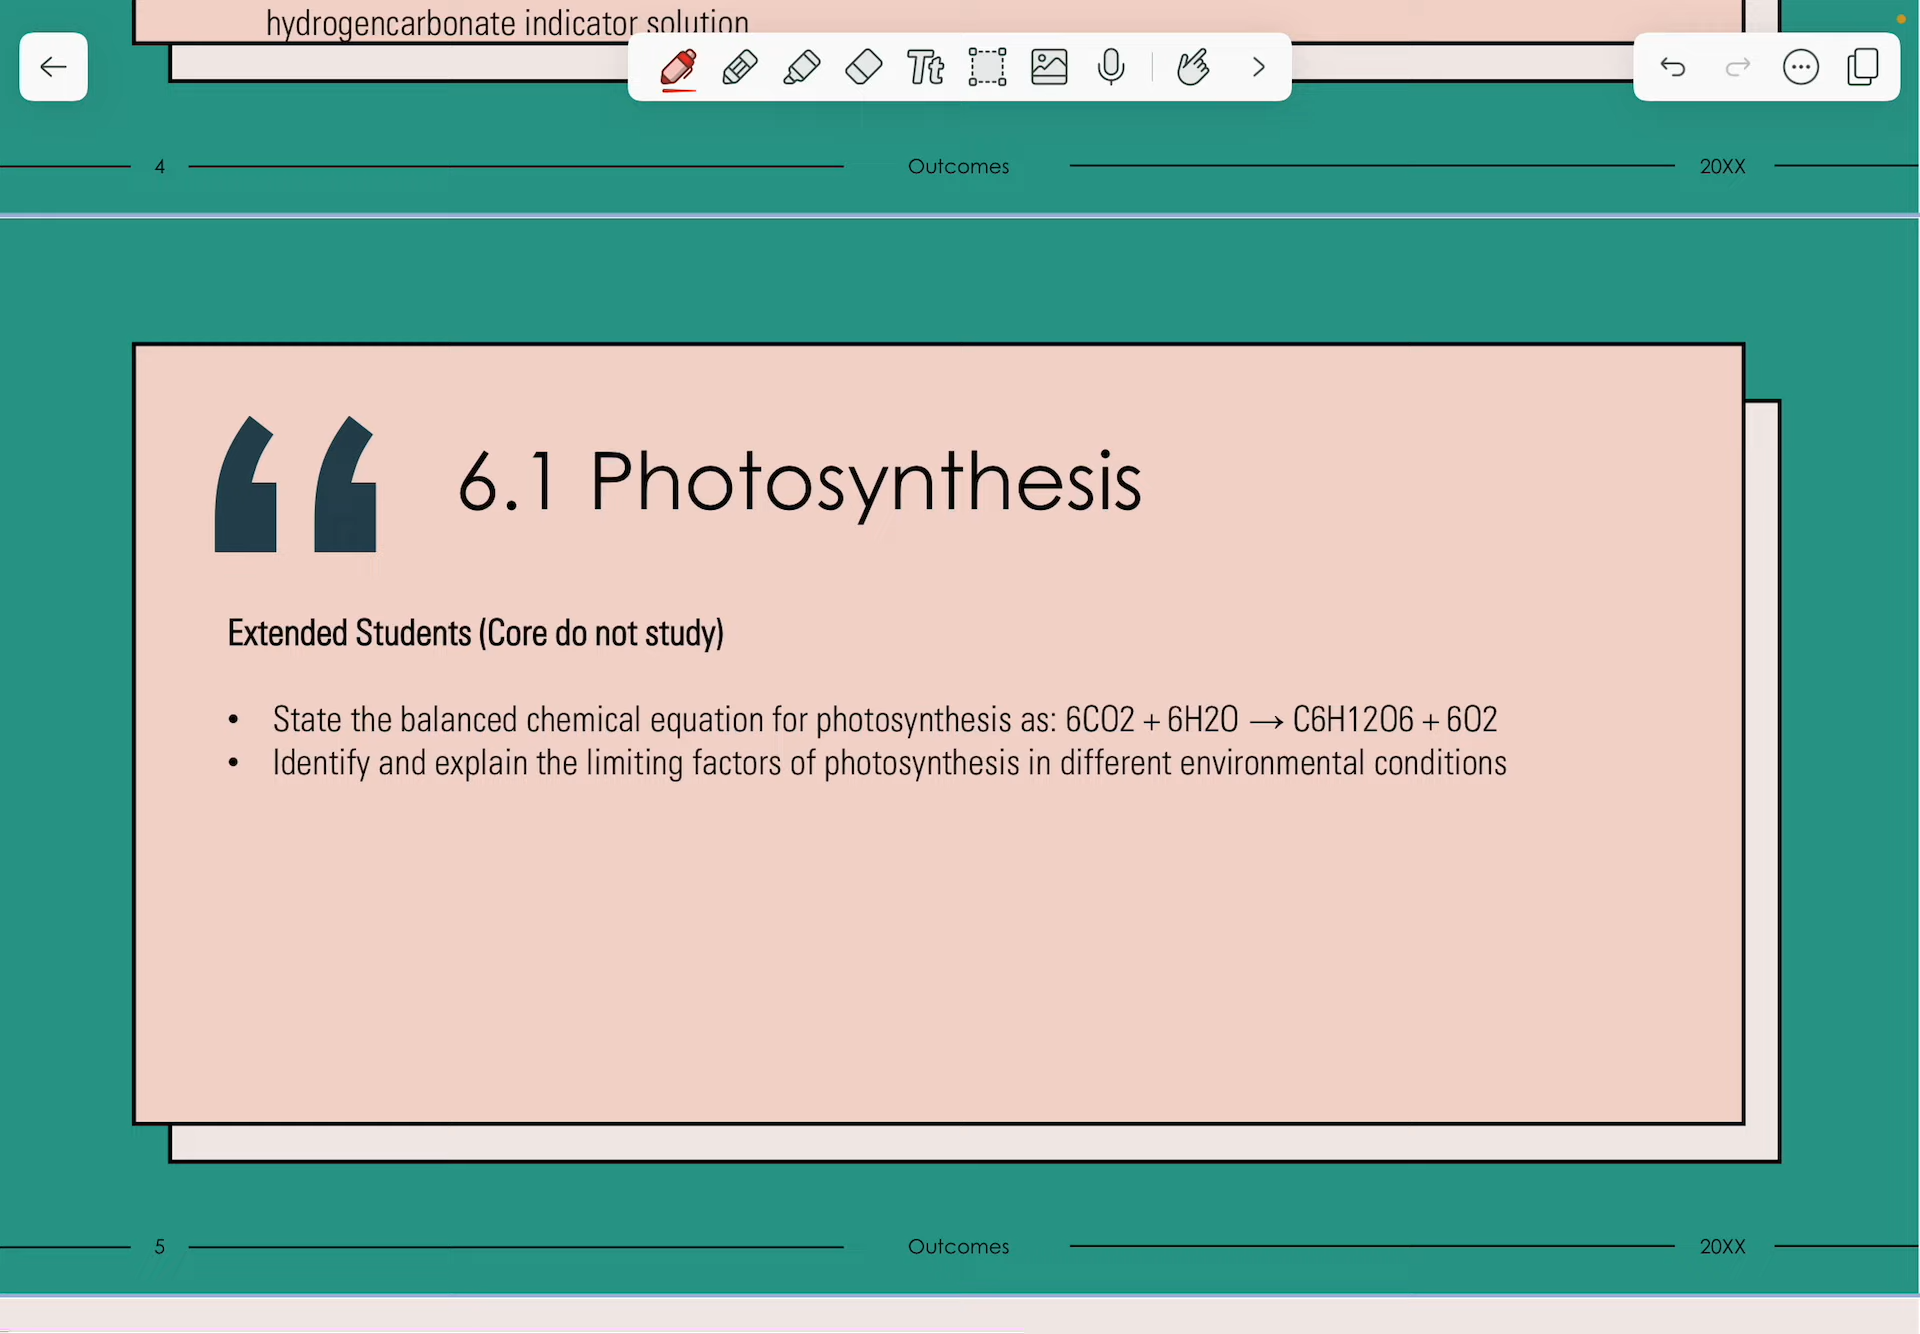 hydrogencarbonate indicator solution
Tt
4 Outcomes 20XX
6.1 Photosynthesis
Extended Students (Core do not study)
• State the balanced chemical equation for photosynthesis as: 6CO2 + 6H2O → C6H12O6 + 6O2
• Identify and explain the limiting factors of photosynthesis in different environmental conditions
5 Outcomes 20XX